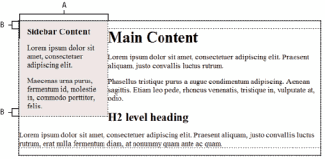 A
B
Sidebar Content
Lorem ipsum dolor sit
amet, consectetuer
adipiscing elit.
Maecenas urna purus,
fermentum id, molestie
in, commodo porttitor,
felis.
B
Main Content
Lorem ipsum dolor sit amet, consectetuer adipiscing elit. Praesent
aliquam, justo convallis luctus rutrum.
Phasellus tristique purus a augue condimentum adipiscing. Aenean
sagittis. Etiam leo pede, rhoncus venenatis, tristique in, vulputate at,
odio.
H2 level heading
Lorem ipsum dolor sit amet, consectetuer adipiscing elit. Praesent aliquam, justo convallis luctus
rutrum, erat nulla fermentum diam, at nonummy quam ante ac quam.